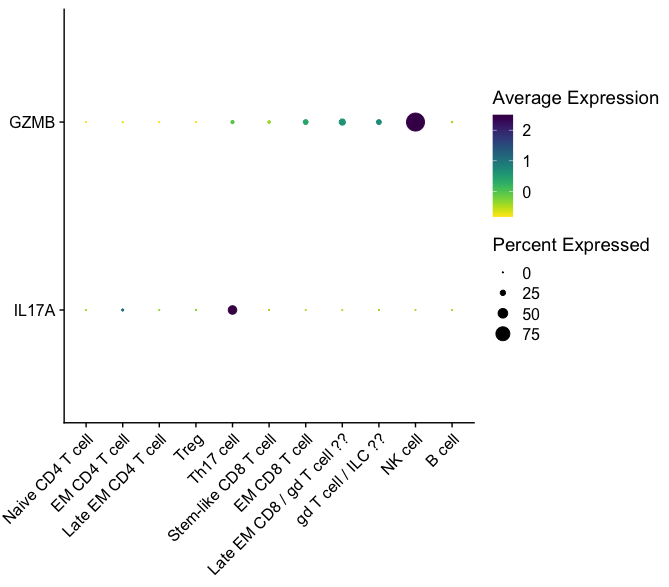 GZMB
IL17A
Naive CD4 T cell
EM CD4 T cell
Late EM CD4 T cell
Treg
Th17 cell
Stem-like CD8 T cell
EM CD8 T cell
Late EM CD8 / gd T cell ??
gd T cell / ILC ??
NK cell
B cell
Average Expression
2
1
0
Percent Expressed
0
25
50
75